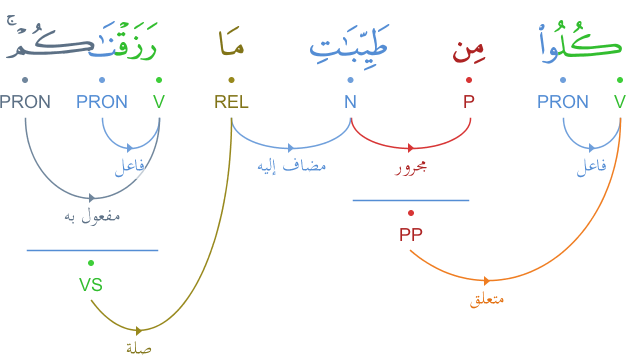 كُلُوا۟ مِن طَيِّبَـٰتِ مَا رَزَقْنَـٰكُمْ ۚ
V PRON P N REL V PRON PRON
فاعل مجرور مضاف إليه فاعل
مفعول به
PP
VS
متعلق
صلة